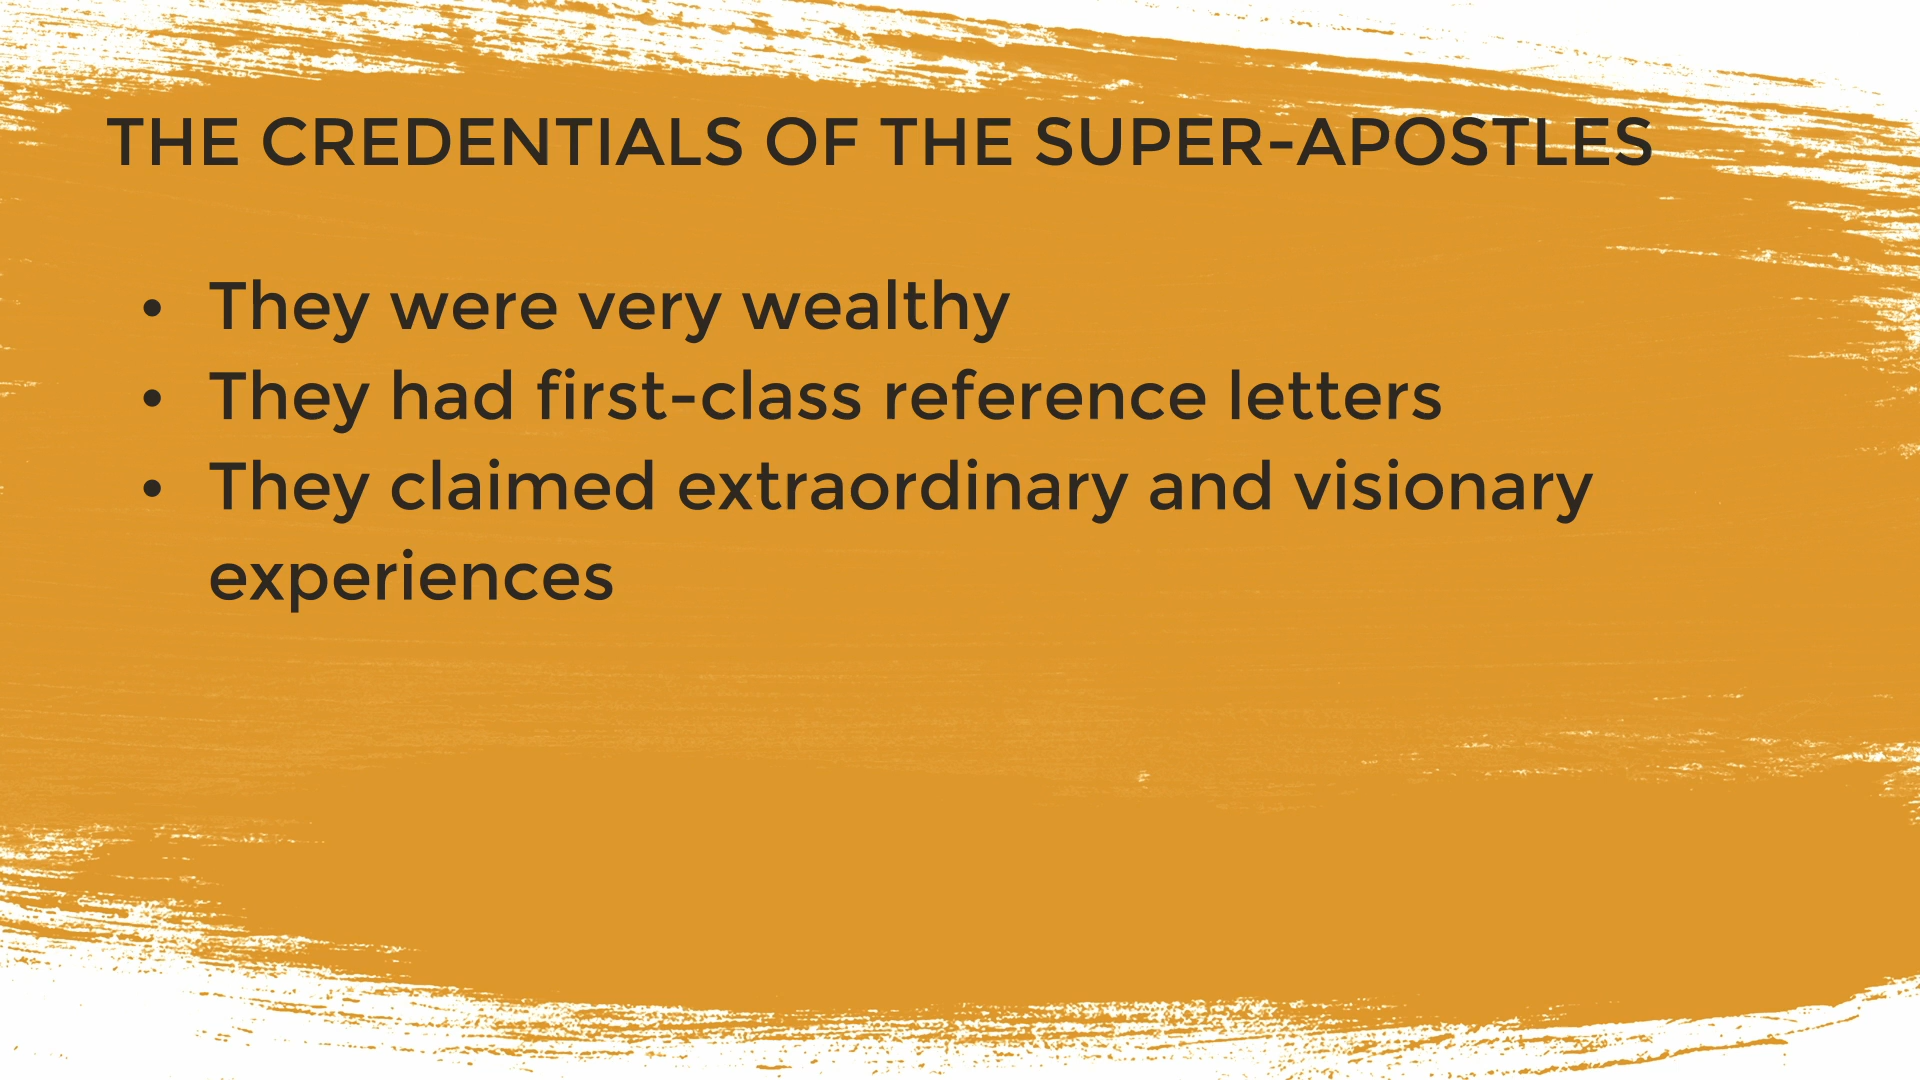 THE CREDENTIALS OF THE SUPER-APOSTLES
• They were very wealthy
• They had first-class reference letters
• They claimed extraordinary and visionary
experiences